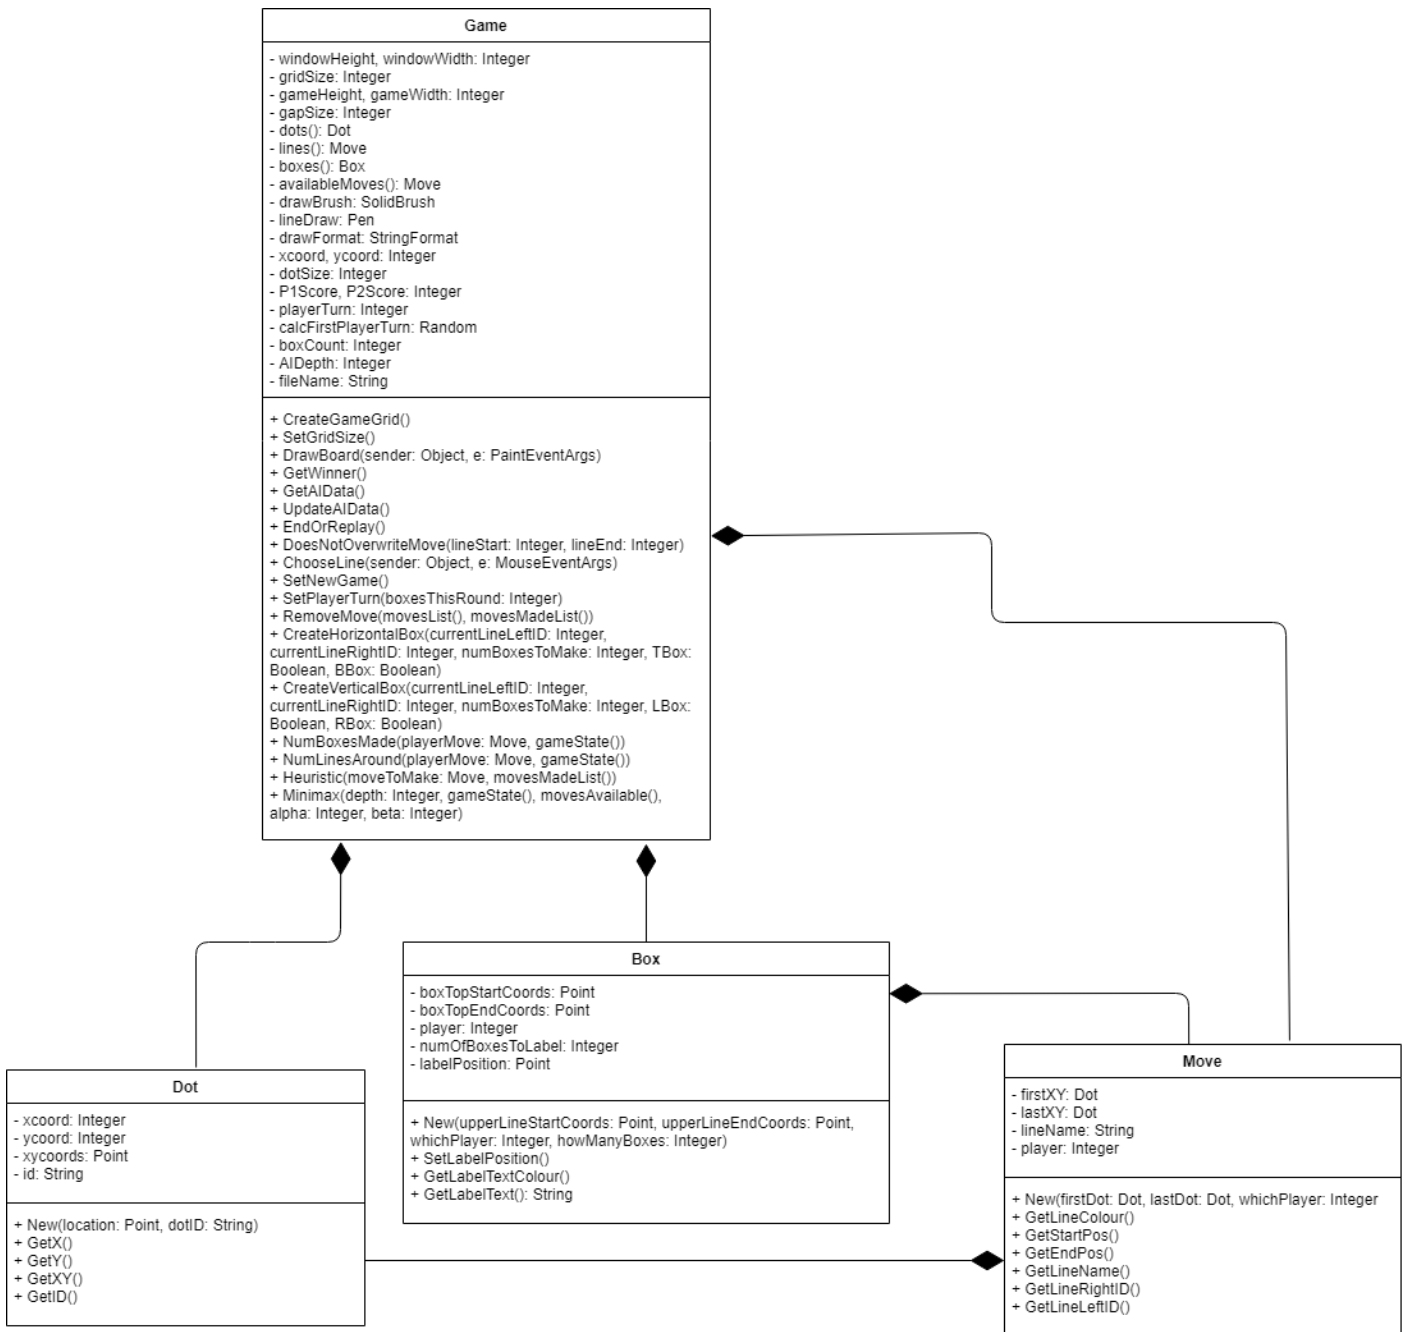 Game
- windowHeight, windowWidth: Integer
- gridSize: Integer
- gameHeight, gameWidth: Integer
- gapSize: Integer
- dots(): Dot
- lines(): Move
- boxes(): Box
- availableMoves(): Move
- drawBrush: SolidBrush
- lineDraw: Pen
- drawFormat: StringFormat
- xcoord, ycoord: Integer
- dotSize: Integer
- P1Score, P2Score: Integer
- playerTurn: Integer
- calcFirstPlayerTurn: Random
- boxCount: Integer
- AIDepth: Integer
- fileName: String
+ CreateGameGrid()
+ SetGridSize()
+ DrawBoard(sender: Object, e: PaintEventArgs)
+ GetWinner()
+ GetAIData()
+ UpdateAIData()
+ EndOrReplay()
+ DoesNotOverwriteMove(lineStart: Integer, lineEnd: Integer)
+ ChooseLine(sender: Object, e: MouseEventArgs)
+ SetNewGame()
+ SetPlayerTurn(boxesThisRound: Integer)
+ RemoveMove(movesList(), movesMadeList())
+ CreateHorizontalBox(currentLineLeftID: Integer,
currentLineRightID: Integer, numBoxesToMake: Integer, TBox:
Boolean, BBox: Boolean)
+ CreateVerticalBox(currentLineLeftID: Integer,
currentLineRightID: Integer, numBoxesToMake: Integer, LBox:
Boolean, RBox: Boolean)
+ NumBoxesMade(playerMove: Move, gameState())
+ NumLinesAround(playerMove: Move, gameState())
+ Heuristic(moveToMake: Move, movesMadeList())
+ Minimax(depth: Integer, gameState(), movesAvailable(),
alpha: Integer, beta: Integer)
Box
- boxTopStartCoords: Point
- boxTopEndCoords: Point
- player: Integer
- numOfBoxesToLabel: Integer
- labelPosition: Point
+ New(upperLineStartCoords: Point, upperLineEndCoords: Point,
whichPlayer: Integer, howManyBoxes: Integer)
+ SetLabelPosition()
+ GetLabelTextColour()
+ GetLabelText(): String
Dot
- xcoord: Integer
- ycoord: Integer
- xycoords: Point
- id: String
+ New(location: Point, dotID: String)
+ GetX()
+ GetY()
+ GetXY()
+ GetID()
Move
- firstXY: Dot
- lastXY: Dot
- lineName: String
- player: Integer
+ New(firstDot: Dot, lastDot: Dot, whichPlayer: Integer
+ GetLineColour()
+ GetStartPos()
+ GetEndPos()
+ GetLineName()
+ GetLineRightID()
+ GetLineLeftID()